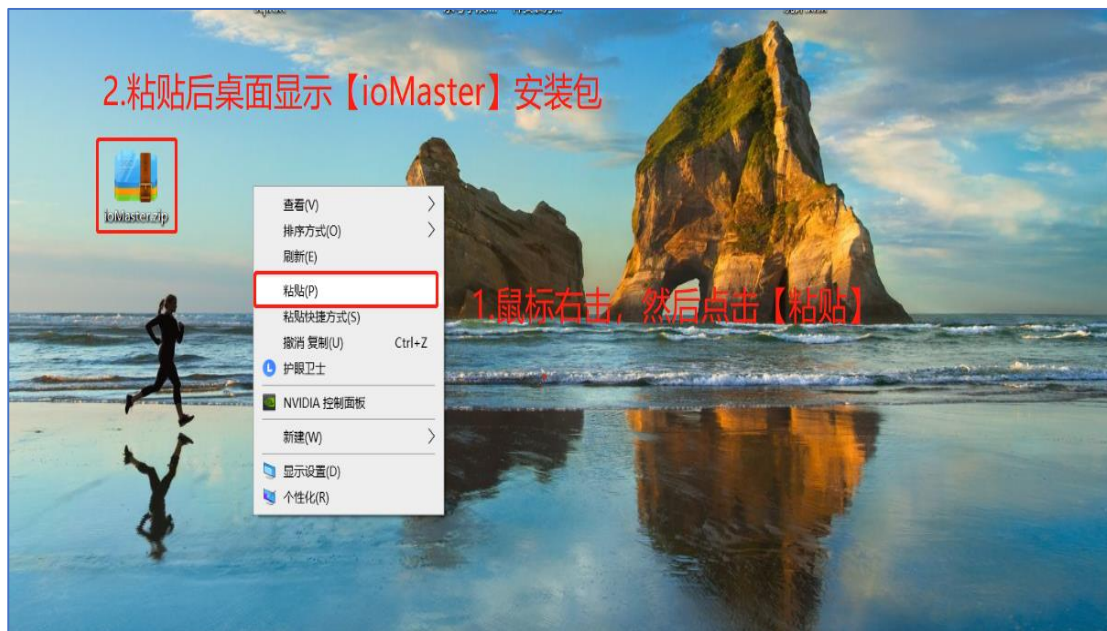 2.粘贴后桌面显示【ioMaster】安装包
ioMaster.zip
查看(V)
排序方式(O)
刷新(E)
粘贴(P)
1.鼠标右击，然后点击【粘贴】
粘贴快捷方式(S)
撤消 复制(U) Ctrl+Z
护眼卫士
NVIDIA 控制面板
新建(W)
显示设置(D)
个性化(R)